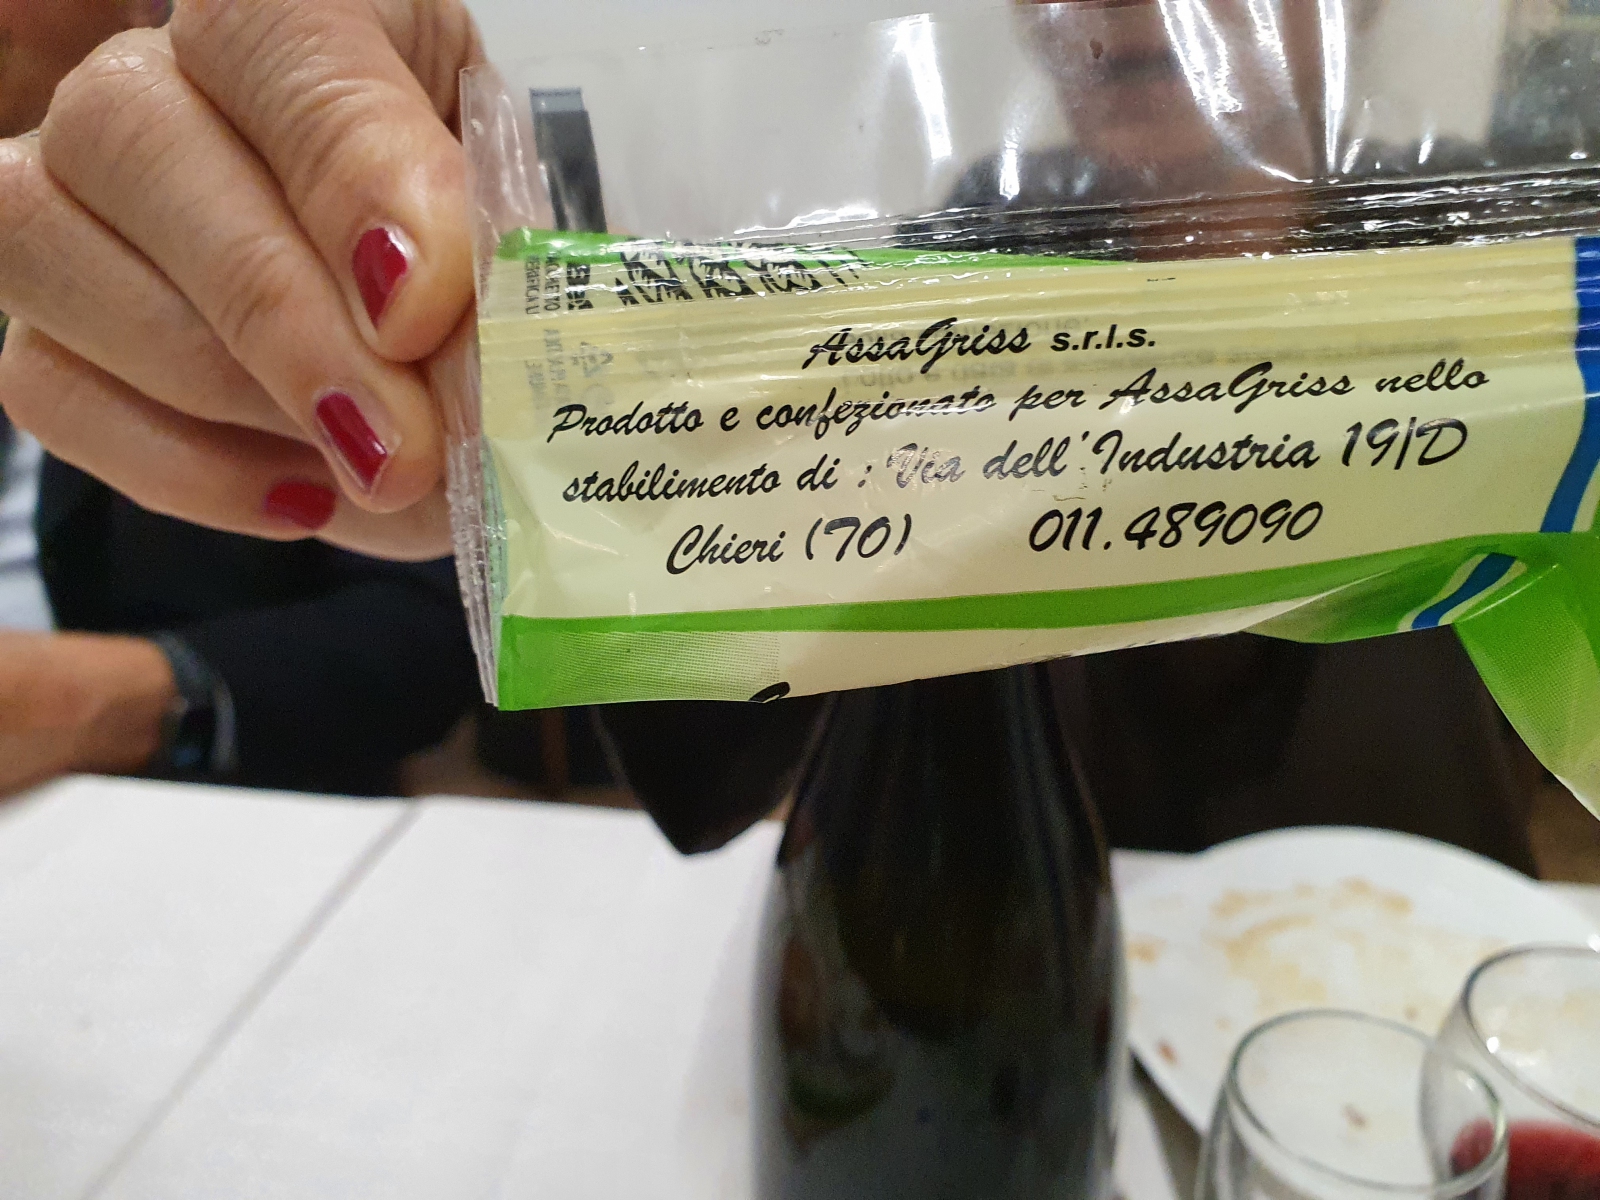 AssaGriss s.r.l.s.
Prodotto e confezionato per AssaGriss nello
stabilimento di : Via dell'Industria 19/D
Chieri (TO) 011.489090